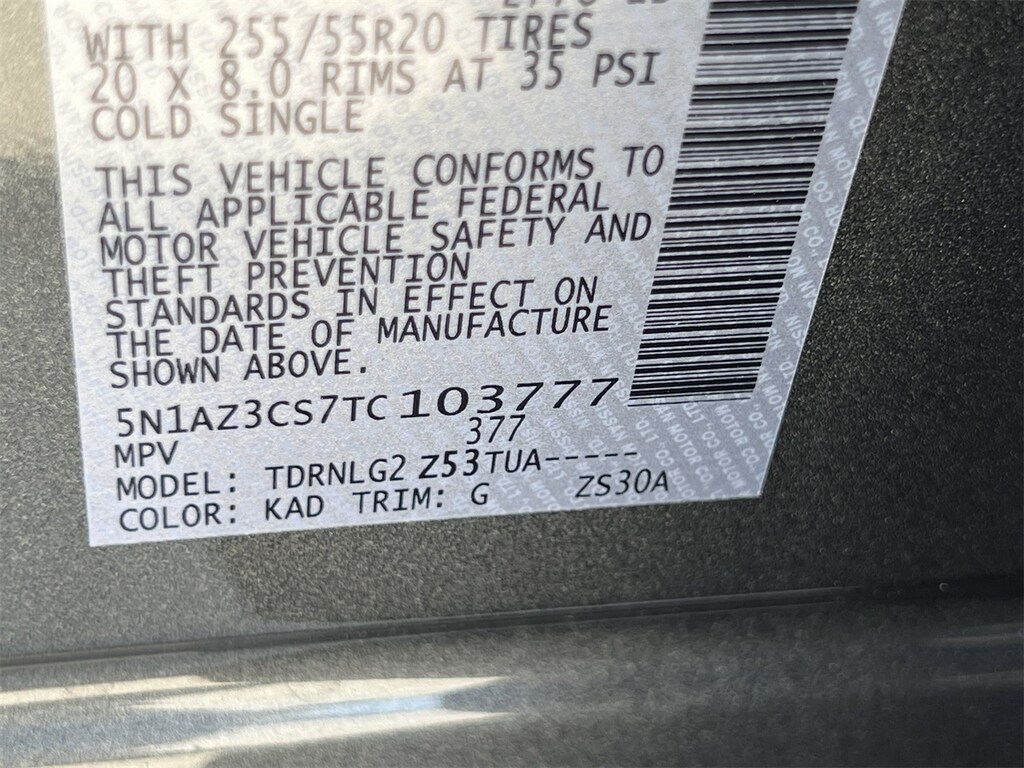 WITH 255/55R20 TIRES
20 X 8.0 RIMS AT 35 PSI
COLD SINGLE
THIS VEHICLE CONFORMS TO
ALL APPLICABLE FEDERAL
MOTOR VEHICLE SAFETY AND
THEFT PREVENTION
STANDARDS IN EFFECT ON
THE DATE OF MANUFACTURE
SHOWN ABOVE.
5N1AZ3CS7TC103777
MPV 377
MODEL: TDRNLG2 Z53TUA-----
COLOR: KAD TRIM: G ZS30A